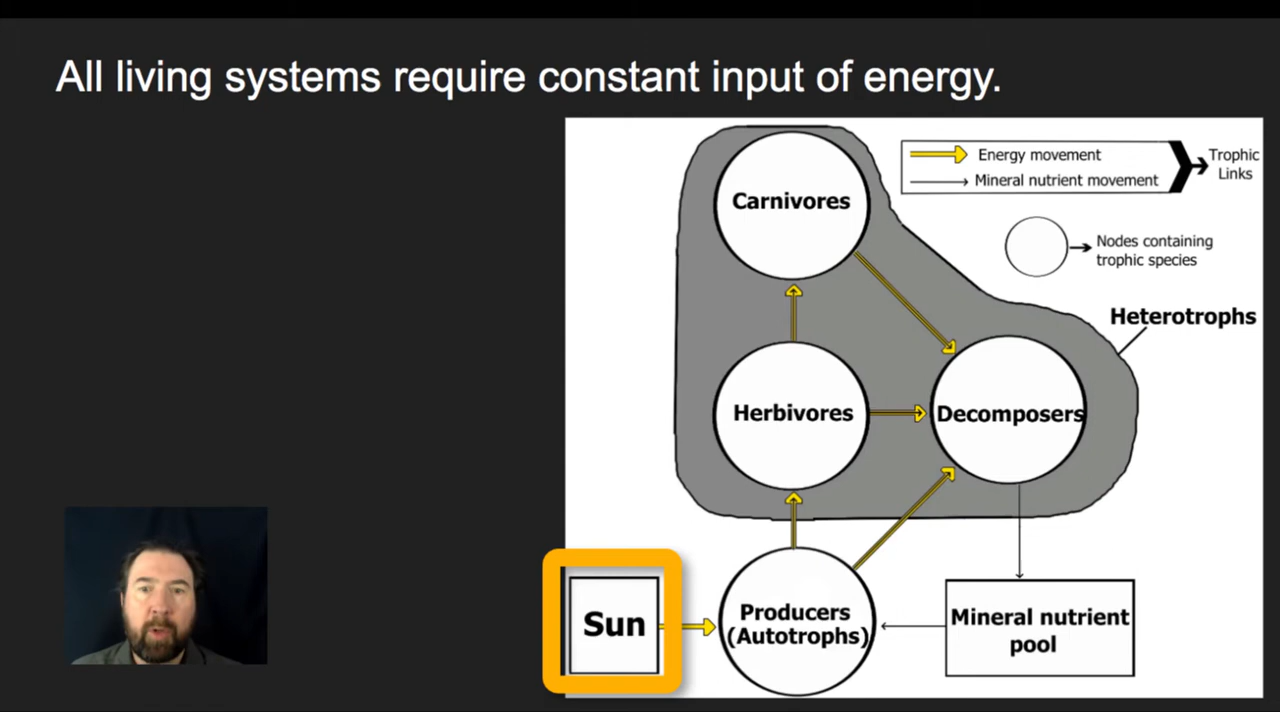 All living systems require constant input of energy.
Carnivores
Energy movement
Mineral nutrient movement
Trophic
Links
Nodes containing
trophic species
Heterotrophs
Herbivores
Decomposers
Sun
Producers
(Autotrophs)
Mineral nutrient
pool